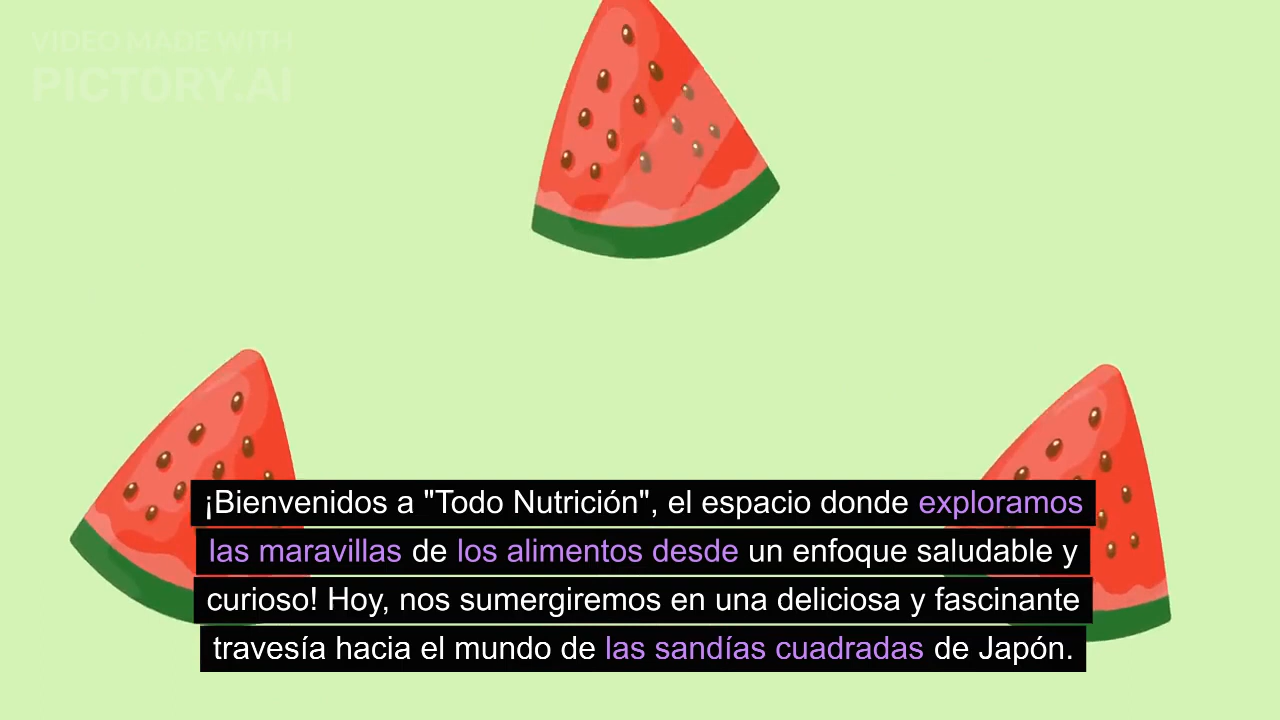 VIDEO MADE WITH
PICTORY.AI
¡Bienvenidos a "Todo Nutrición", el espacio donde exploramos
las maravillas de los alimentos desde un enfoque saludable y
curioso! Hoy, nos sumergiremos en una deliciosa y fascinante
travesía hacia el mundo de las sandías cuadradas de Japón.